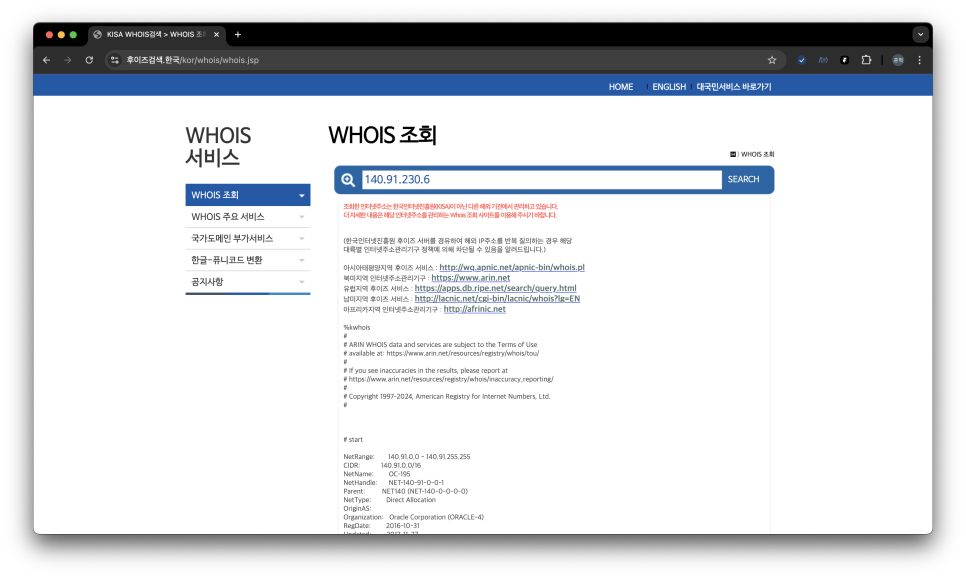 KISA WHOIS검색 > WHOIS 조
후이즈검색.한국/kor/whois/whois.jsp
HOME
ENGLISH
대국민서비스 바로가기
WHOIS
서비스
WHOIS 조회
WHOIS 주요 서비스
국가도메인 부가서비스
한글-퓨니코드 변환
공지사항
WHOIS 조회
) WHOIS 조회
140.91.230.6
SEARCH
조회한 인터넷주소는 한국인터넷진흥원(KISA)이 아닌 다른 해외 기관에서 관리하고 있습니다.
더 자세한 내용은 해당 인터넷주소를 관리하는 Whois 조회 사이트를 이용해 주시기 바랍니다.
(한국인터넷진흥원 후이즈 서버를 경유하여 해외 IP주소를 반복 질의하는 경우 해당
대륙별 인터넷주소관리기구 정책에 의해 차단될 수 있음을 알려드립니다.)
아시아태평양지역 후이즈 서비스 : http://wq.apnic.net/apnic-bin/whois.pl
북미지역 인터넷주소관리기구 : https://www.arin.net
유럽지역 후이즈 서비스 : https://apps.db.ripe.net/search/query.html
남미지역 후이즈 서비스 : http://lacnic.net/cgi-bin/lacnic/whois?lg=EN
아프리카지역 인터넷주소관리기구 : http://afrinic.net
%kwhois
#
# ARIN WHOIS data and services are subject to the Terms of Use
# available at: https://www.arin.net/resources/registry/whois/tou/
#
# If you see inaccuracies in the results, please report at
# https://www.arin.net/resources/registry/whois/inaccuracy_reporting/
#
# Copyright 1997-2024, American Registry for Internet Numbers, Ltd.
#
# start
NetRange: 140.91.0.0 - 140.91.255.255
CIDR: 140.91.0.0/16
NetName: OC-195
NetHandle: NET-140-91-0-0-1
Parent: NET140 (NET-140-0-0-0-0)
NetType: Direct Allocation
OriginAS:
Organization: Oracle Corporation (ORACLE-4)
RegDate: 2016-10-31